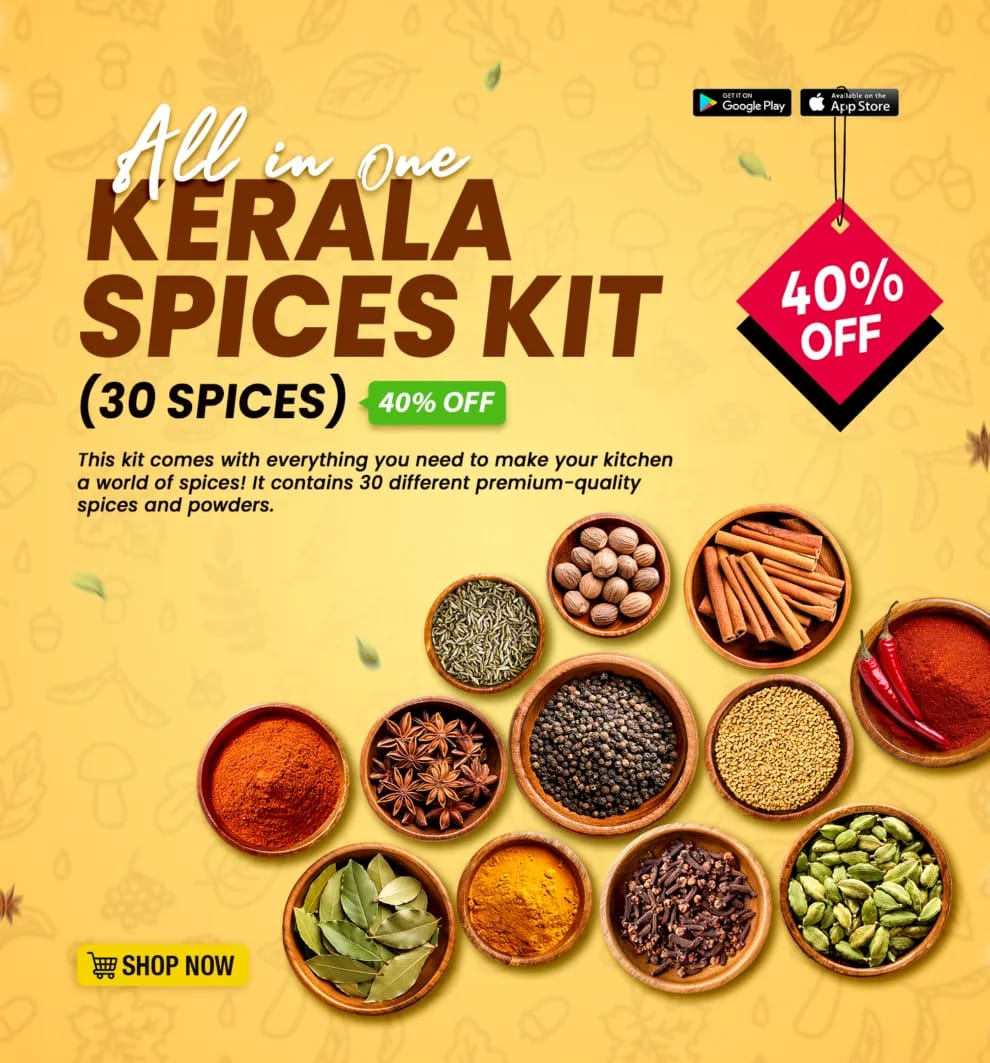 GET IT ON
Google Play
Available on the
App Store
All in one
KERALA
SPICES KIT
40%
OFF
(30 SPICES)
40% OFF
This kit comes with everything you need to make your kitchen
a world of spices! It contains 30 different premium-quality
spices and powders.
SHOP NOW